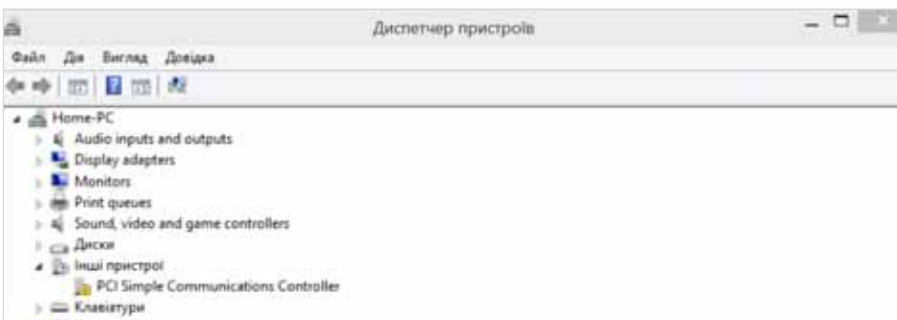 Диспетчер пристроїв
Файл Дія Вигляд Довідка
Home-PC
Audio inputs and outputs
Display adapters
Monitors
Print queues
Sound, video and game controllers
Диски
Інші пристрої
PCI Simple Communications Controller
Клавіатури